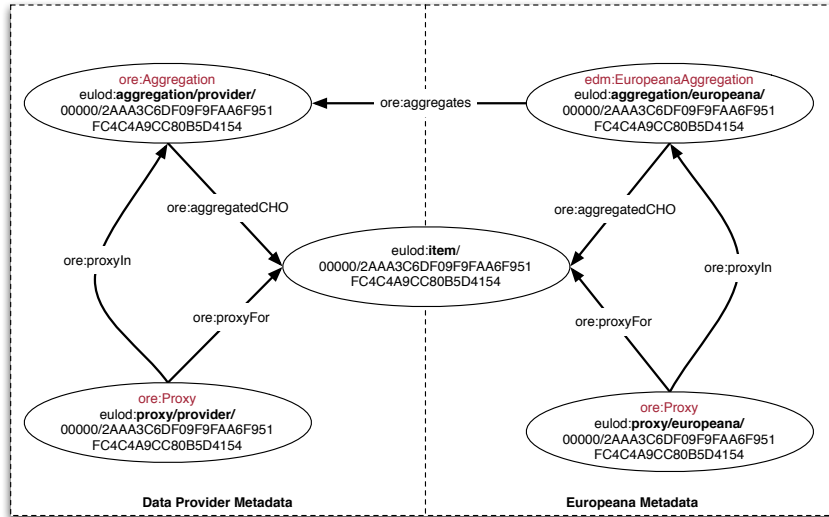 ore:Aggregation
eulod:aggregation/provider/
00000/2AAA3C6DF09F9FAA6F951
FC4C4A9CC80B5D4154
ore:aggregates
edm:EuropeanaAggregation
eulod:aggregation/europeana/
00000/2AAA3C6DF09F9FAA6F951
FC4C4A9CC80B5D4154
ore:aggregatedCHO
ore:aggregatedCHO
ore:proxyIn
eulod:item/
00000/2AAA3C6DF09F9FAA6F951
FC4C4A9CC80B5D4154
ore:proxyIn
ore:proxyFor
ore:proxyFor
ore:Proxy
eulod:proxy/provider/
00000/2AAA3C6DF09F9FAA6F951
FC4C4A9CC80B5D4154
ore:Proxy
eulod:proxy/europeana/
00000/2AAA3C6DF09F9FAA6F951
FC4C4A9CC80B5D4154
Data Provider Metadata
Europeana Metadata